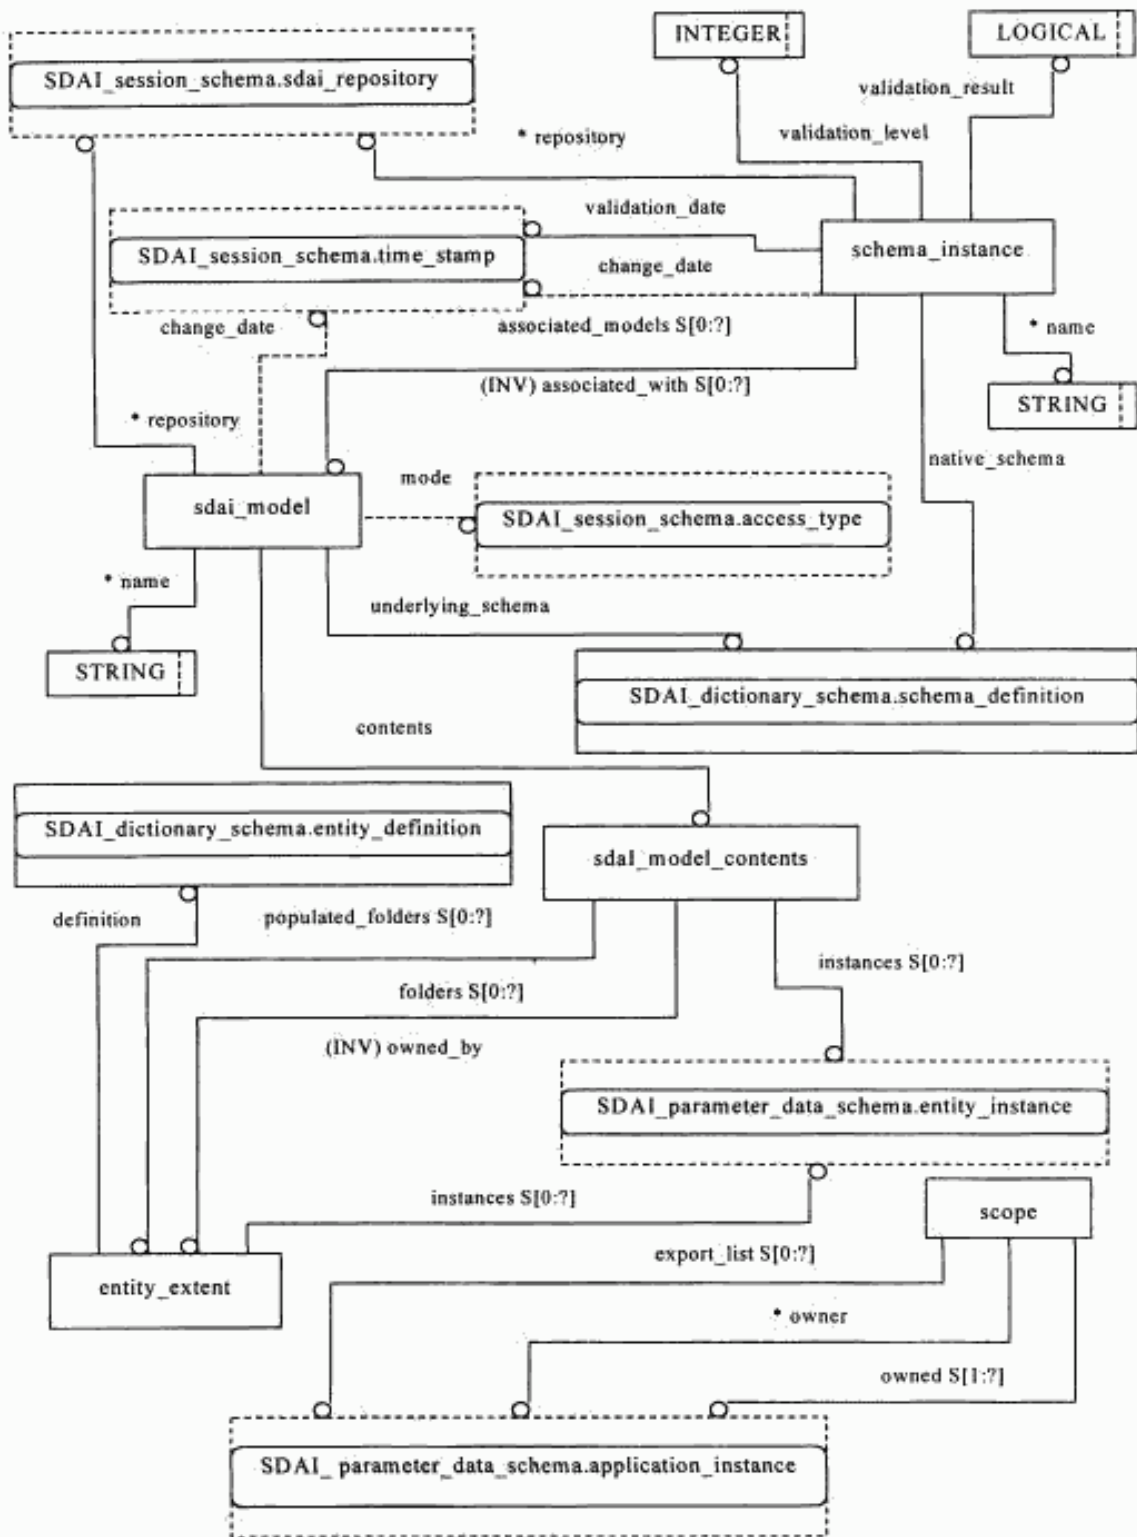 INTEGER
LOGICAL
SDAI_session_schema.sdai_repository
validation_result
* repository
validation_level
validation_date
SDAI_session_schema.time_stamp
schema_instance
change_date
change_date
associated_models S[0:?]
* name
(INV) associated_with S[0:?]
STRING
* repository
native_schema
mode
sdai_model
SDAI_session_schema.access_type
* name
underlying_schema
STRING
SDAI_dictionary_schema.schema_definition
contents
SDAI_dictionary_schema.entity_definition
sdaI_model_contents
definition
populated_folders S[0:?]
instances S[0:?]
folders S[0:?]
(INV) owned_by
SDAI_parameter_data_schema.entity_instance
instances S[0:?]
scope
export_list S[0:?]
entity_extent
* owner
owned S[1:?]
SDAI_ parameter_data_schema.application_instance